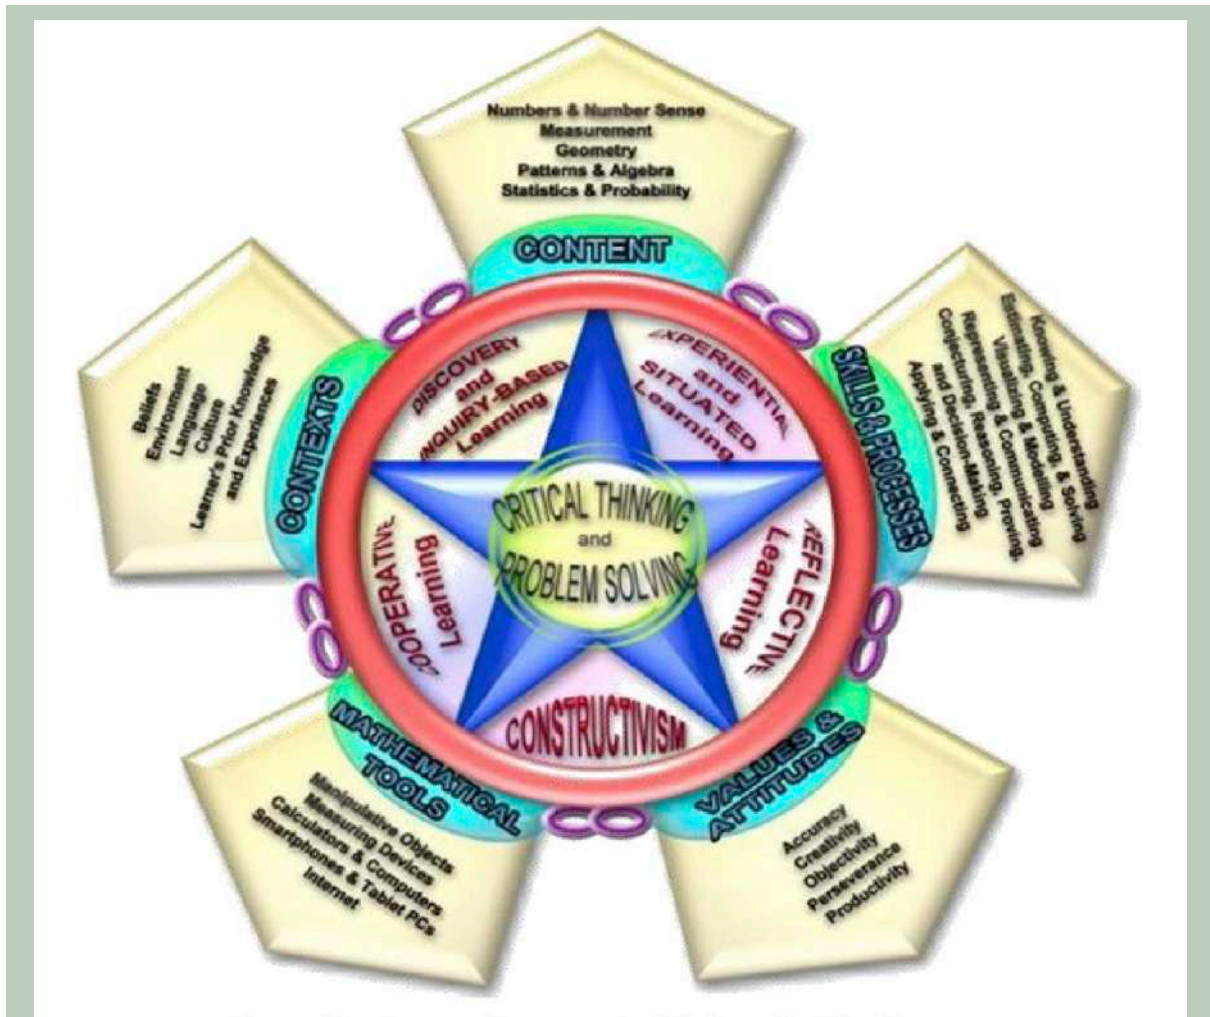 Numbers & Number Sense
Measurement
Geometry
Patterns & Algebra
Statistics & Probability
CONTENT
Beliefs
Environment
Language
Culture
Learner's Prior Knowledge
and Experiences
CONTEXTS
Knowing & Understanding
Estimating, Computing, & Solving
Visualizing & Modelling
Representing & Communicating
Conjecturing, Reasoning, Proving,
and Decision-Making
Applying & Connecting
SKILLS & PROCESSES
DISCOVERY
and
INQUIRY-BASED
Learning
EXPERIENTIAL
and
SITUATED
Learning
CRITICAL THINKING
and
PROBLEM SOLVING
COOPERATIVE
Learning
REFLECTIVE
Learning
CONSTRUCTIVISM
MATHEMATICAL
TOOLS
Manipulative Objects
Measuring Devices
Calculators & Computers
Smartphones & Tablet PCs
Internet
VALUES &
ATTITUDES
Accuracy
Creativity
Objectivity
Perseverance
Productivity